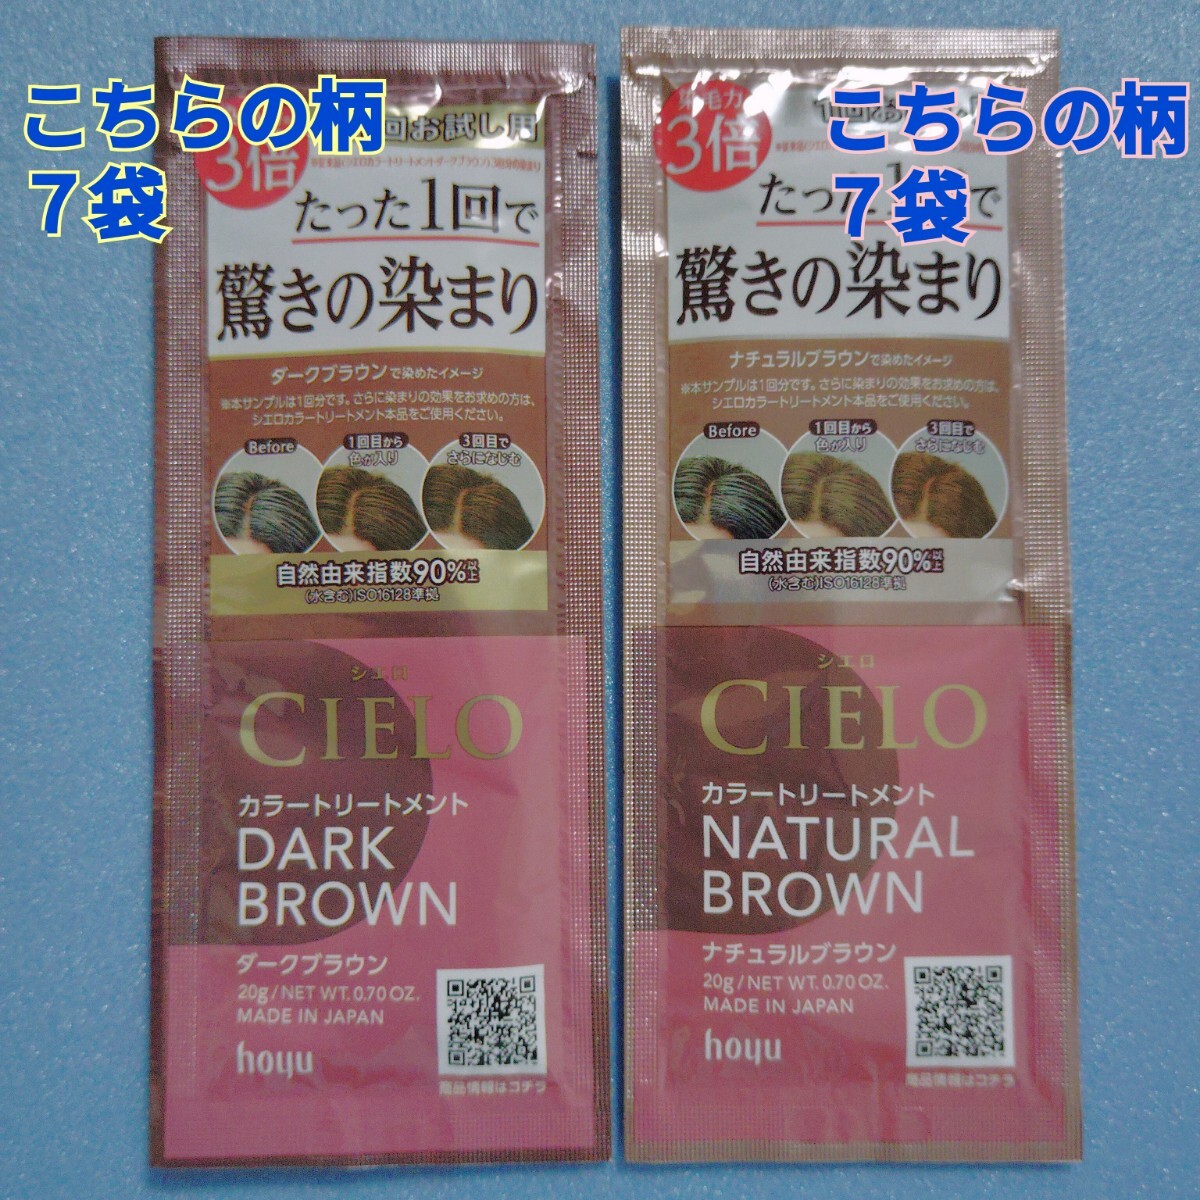 こちらの柄
7袋
回お試し用
3倍
たった1回で
驚きの染まり
ダークブラウンで染めたイメージ
※本サンプルは1回分です。さらに染まりの効果をお求めの方は、
シエロカラートリートメント本品をご使用ください。
Before
1回目から
色が入り
3回目で
さらになじむ
自然由来指数90%以上
(水含む)ISO16128準拠
シエロ
CIELO
カラートリートメント
DARK
BROWN
ダークブラウン
20g/NET WT. 0.70 OZ.
MADE IN JAPAN
hoyu
商品情報はコチラ
こちらの柄
7袋
3倍
たった1で
驚きの染まり
ナチュラルブラウンで染めたイメージ
※本サンプルは1回分です。さらに染まりの効果をお求めの方は、
シエロカラートリートメント本品をご使用ください。
Before
1回目から
色が入り
3回目で
さらになじむ
自然由来指数90%以上
(水含む)ISO16128準拠
シエロ
CIELO
カラートリートメント
NATURAL
BROWN
ナチュラルブラウン
20g/NET WT. 0.70 OZ.
MADE IN JAPAN
hoyu
商品情報はコチラ